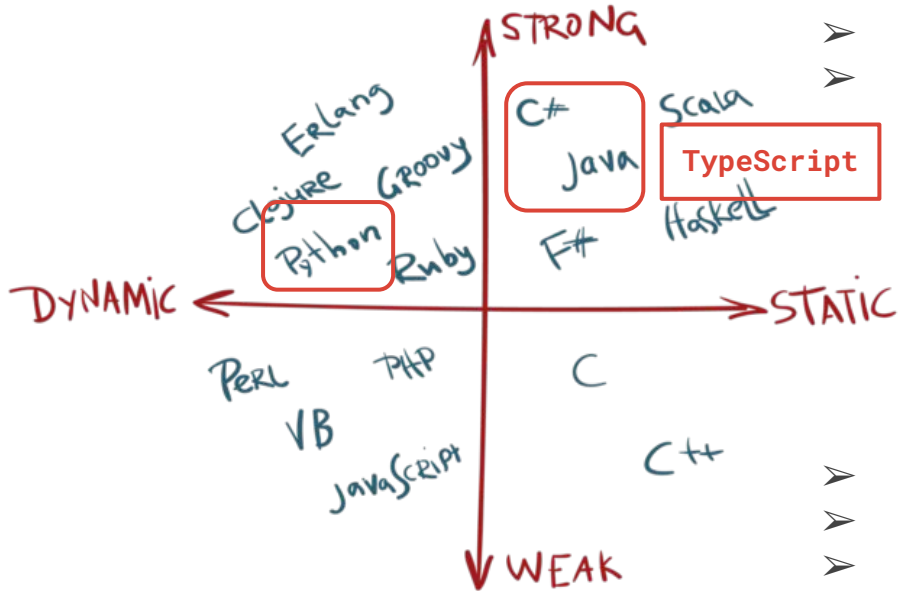 STRONG
Erlang
C#
Scala
Groovy
Java
TypeScript
Clojure
Haskell
Python
Ruby
F#
DYNAMIC
STATIC
Perl
PHP
C
VB
JavaScript
C++
WEAK